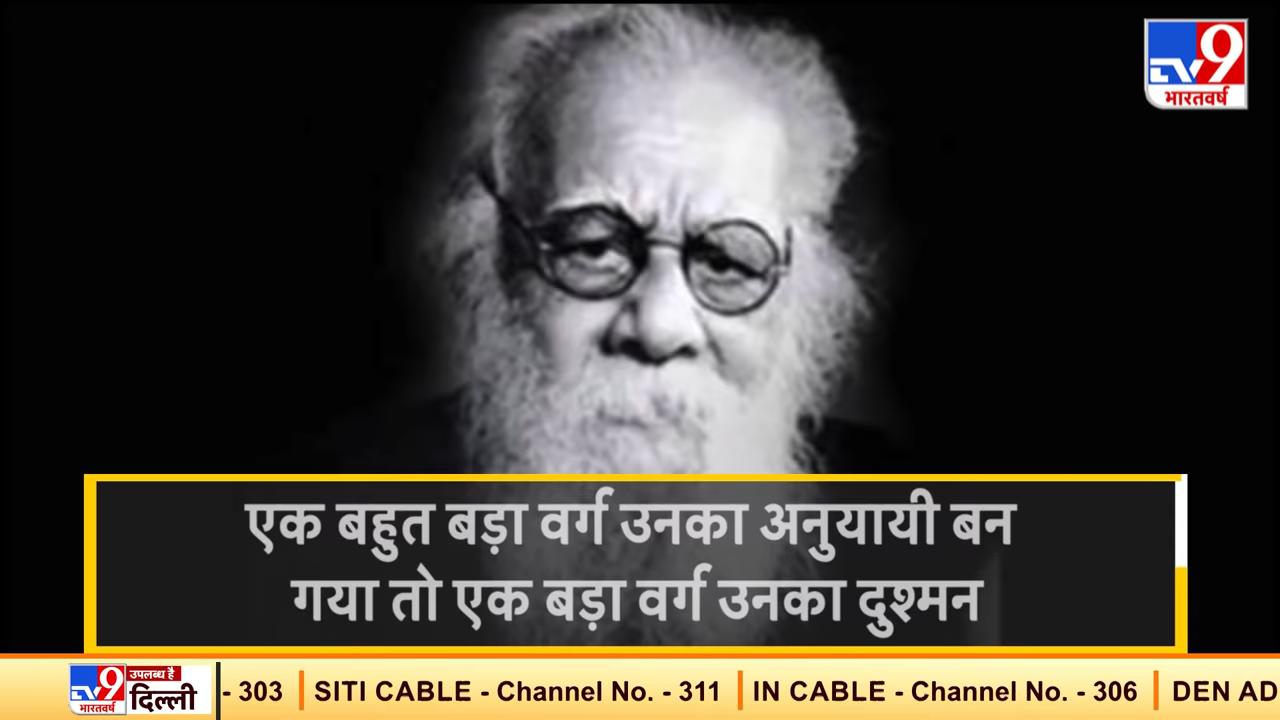 TV9
भारतवर्ष
एक बहुत बड़ा वर्ग उनका अनुयायी बन
गया तो एक बड़ा वर्ग उनका दुश्मन
TV9
भारतवर्ष
उपलब्ध है
दिल्ली
- 303 | SITI CABLE - Channel No. - 311 | IN CABLE - Channel No. - 306 | DEN AD